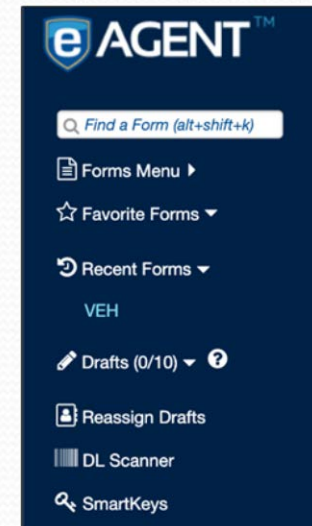 e AGENT™
Find a Form (alt+shift+k)
Forms Menu
Favorite Forms
Recent Forms
VEH
Drafts (0/10) ?
Reassign Drafts
DL Scanner
SmartKeys